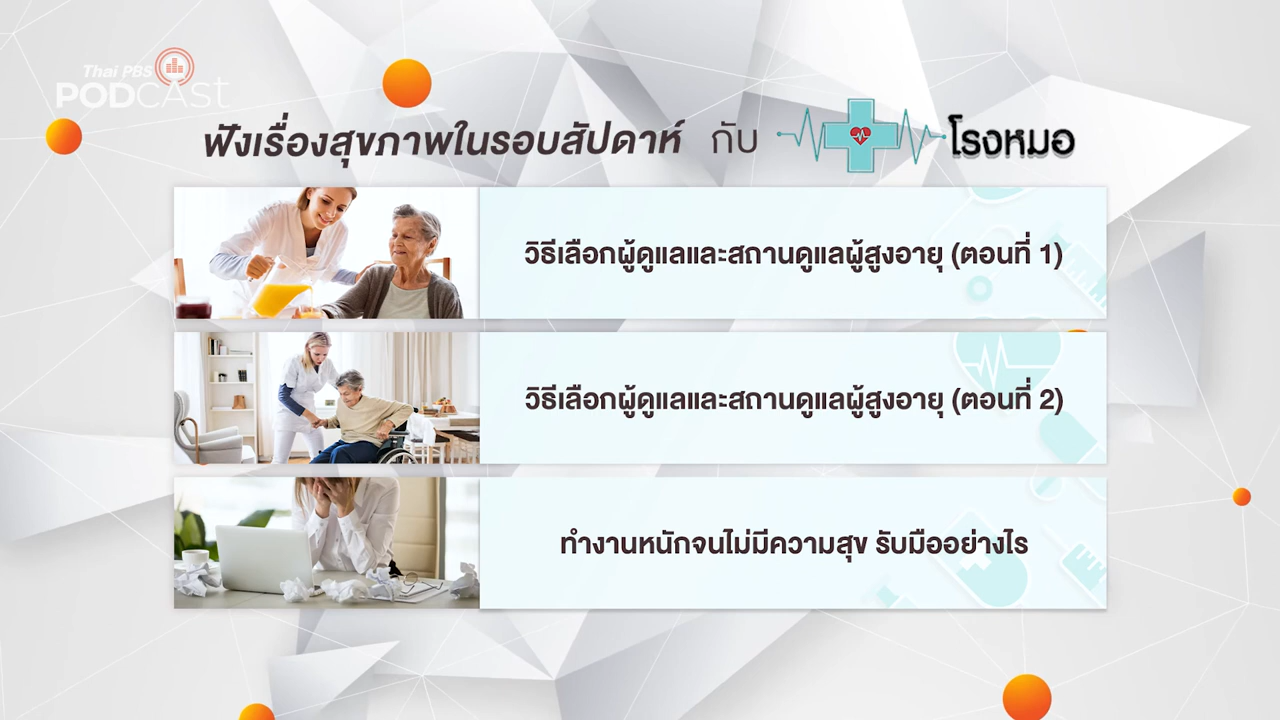 Thai PBS
PODCAST
ฟังเรื่องสุขภาพในรอบสัปดาห์ กับ โรงหมอ
วิธีเลือกผู้ดูแลและสถานดูแลผู้สูงอายุ (ตอนที่ 1)
วิธีเลือกผู้ดูแลและสถานดูแลผู้สูงอายุ (ตอนที่ 2)
ทำงานหนักจนไม่มีความสุข รับมืออย่างไร